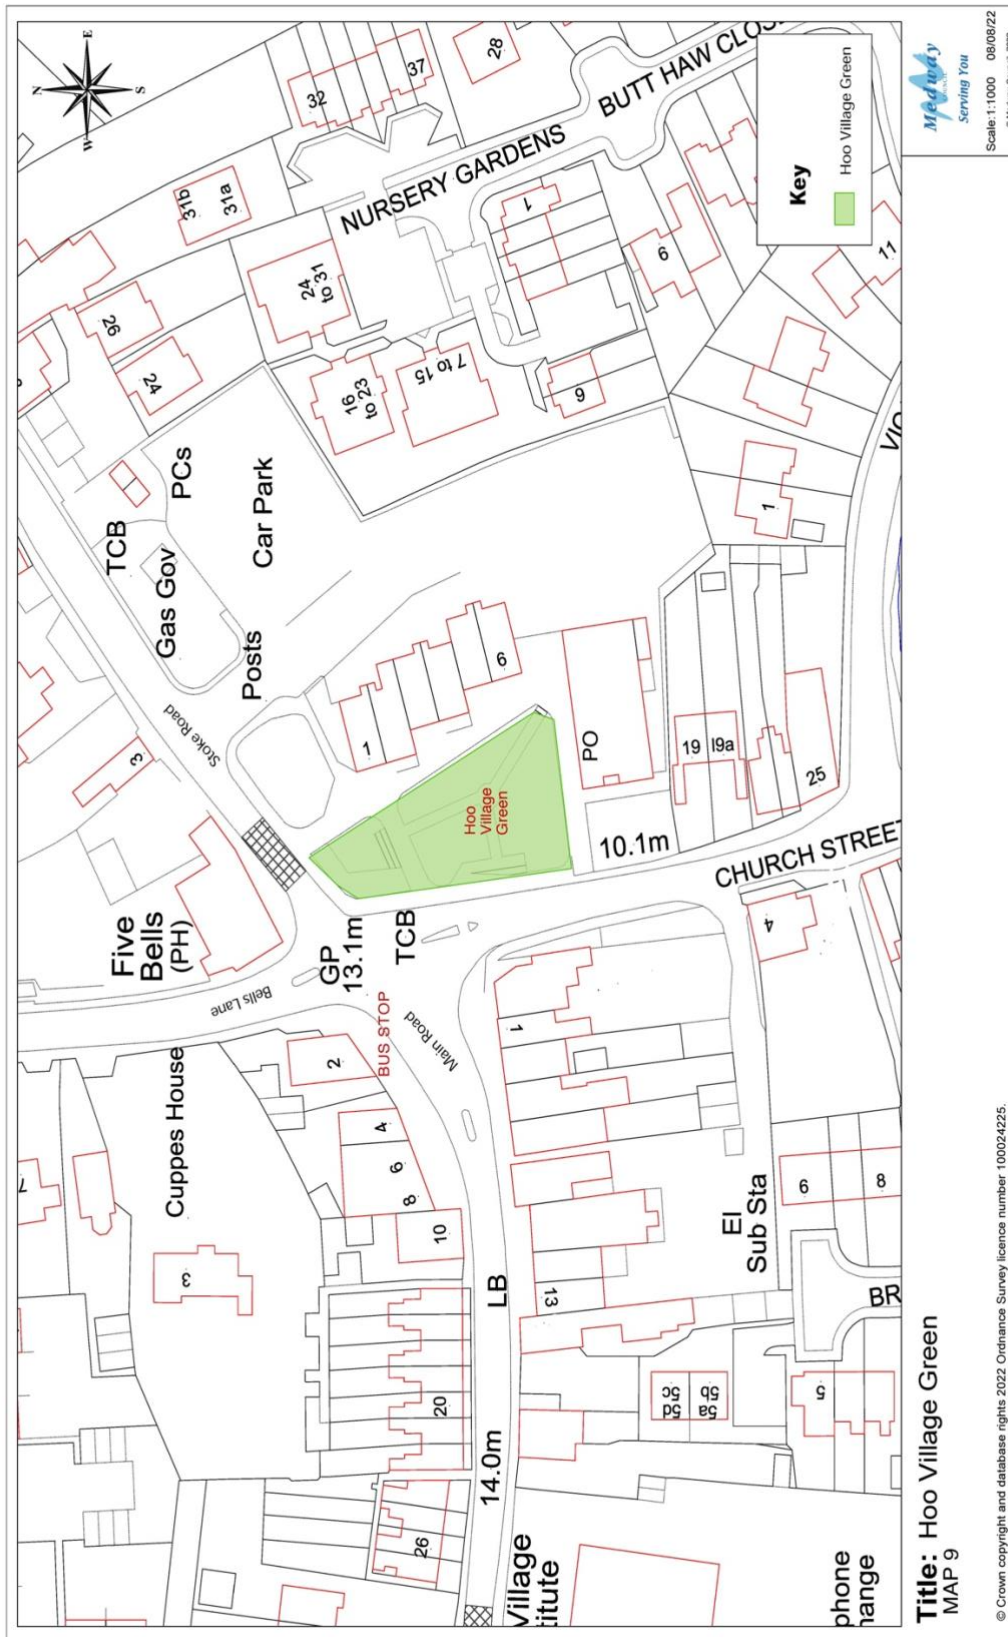 N
E
S
W
32
37
28
BUTT HAW CLOS
NURSERY GARDENS
31b
31a
24
to 31
26
24
16
to 23
7 to 15
1
6
9
11
1
VIC
Key
Hoo Village Green
PCs
TCB
Gas Gov
Car Park
Posts
Stoke Road
3
1
6
PO
19
19a
25
Hoo
Village
Green
10.1m
CHURCH STREET
Five
Bells
(PH)
GP
13.1m
TCB
Bells Lane
BUS STOP
Main Road
4
1
Cuppes House
2
4
6
8
10
7
3
LB
13
El
Sub Sta
6
8
BR
20
14.0m
26
5d
5c
5a
5b
5
Village
titute
phone
hange
Title: Hoo Village Green
MAP 9
Medway
COUNCIL
Serving You
Scale:1:1000 08/08/22
© Crown copyright and database rights 2022 Ordnance Survey licence number 100024225.